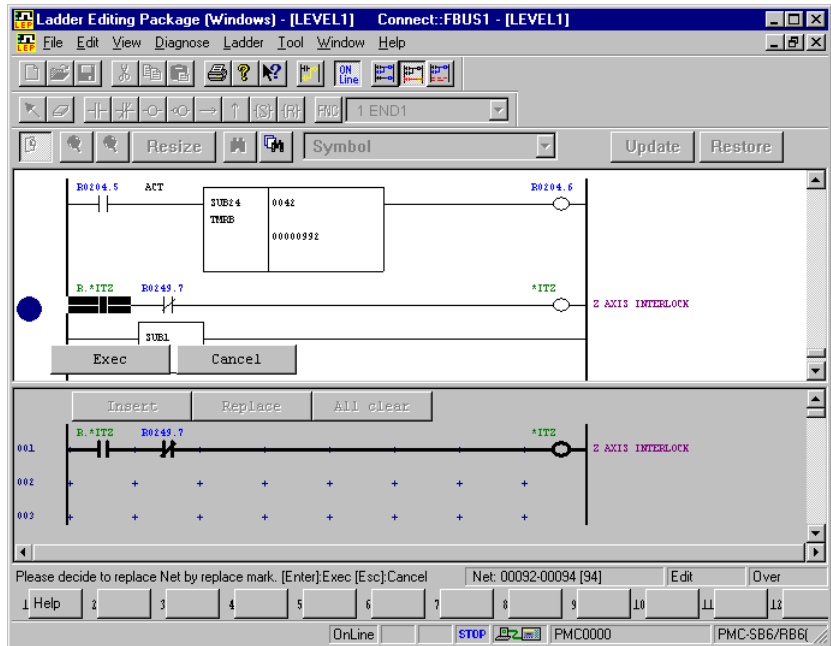 Ladder Editing Package (Windows) - [LEVEL1] Connect::FBUS1 - [LEVEL1]
File Edit View Diagnose Ladder Tool Window Help
ON Line
(S) (R) FNC 1 END1
Resize Symbol Update Restore
R0204.5 ACT R0204.6
SUB24 0042
TMRB
00000992
R.*ITZ R0249.7 *ITZ
Z AXIS INTERLOCK
SUB1
Exec Cancel
Insert Replace All clear
R.*ITZ R0249.7 *ITZ
001 Z AXIS INTERLOCK
002
003
Please decide to replace Net by replace mark. [Enter]:Exec [Esc]:Cancel Net: 00092-00094 [94] Edit Over
1 Help 2 3 4 5 6 7 8 9 10 11 12
OnLine STOP PMC0000 PMC-SB6/RB6(